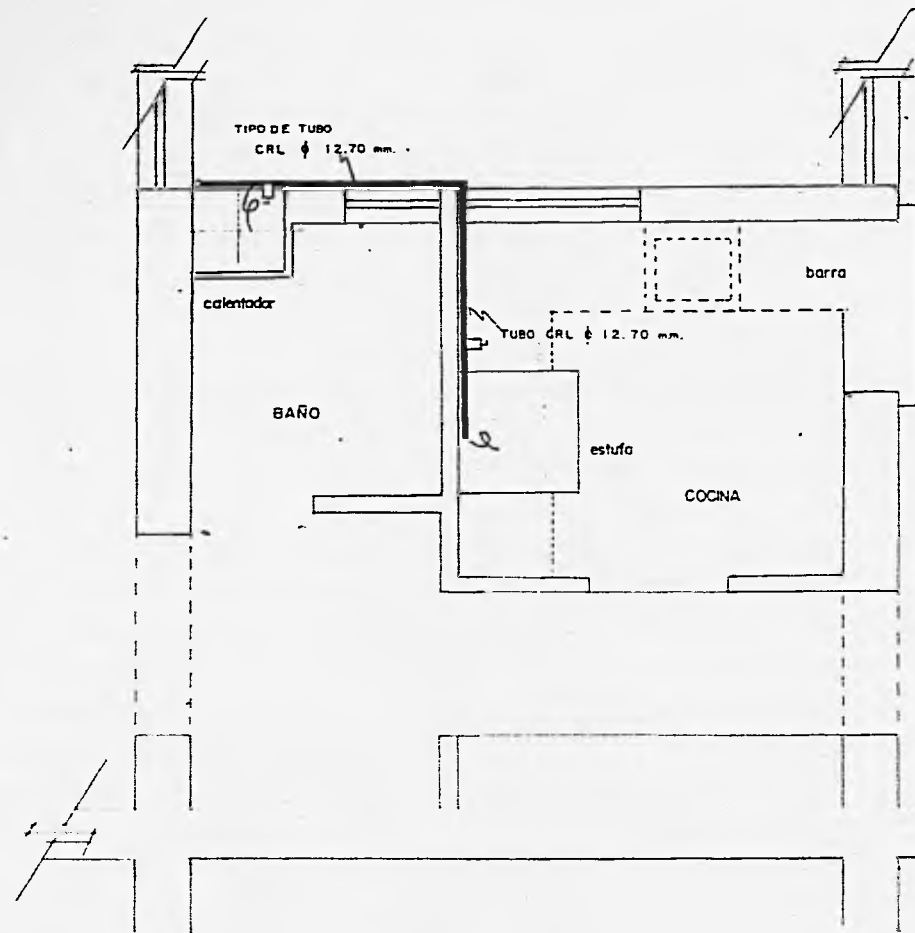 TIPO DE TUBO
CRL ϕ 12.70 mm.
calentador
barra
TUBO CRL ϕ 12.70 mm.
BAÑO
estufa
COCINA